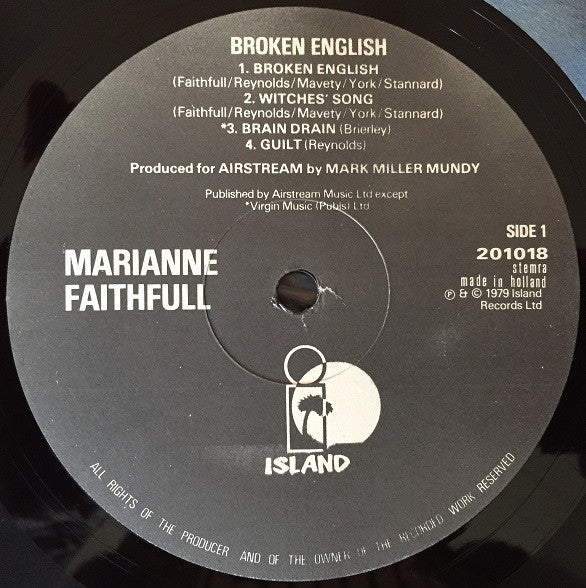 BROKEN ENGLISH
1. BROKEN ENGLISH
(Faithfull/Reynolds/Mavety/York/Stannard)
2. WITCHES' SONG
(Faithfull/Reynolds/Mavety/York/Stannard)
*3. BRAIN DRAIN (Brierley)
4. GUILT (Reynolds)
Produced for AIRSTREAM by MARK MILLER MUNDY
Published by Airstream Music Ltd except
*Virgin Music (Publs) Ltd
SIDE 1
201018
stemra
made in holland
℗ & © 1979 Island
Records Ltd
MARIANNE
FAITHFULL
ISLAND
ALL RIGHTS OF THE PRODUCER AND OF THE OWNER OF THE RECORDED WORK RESERVED